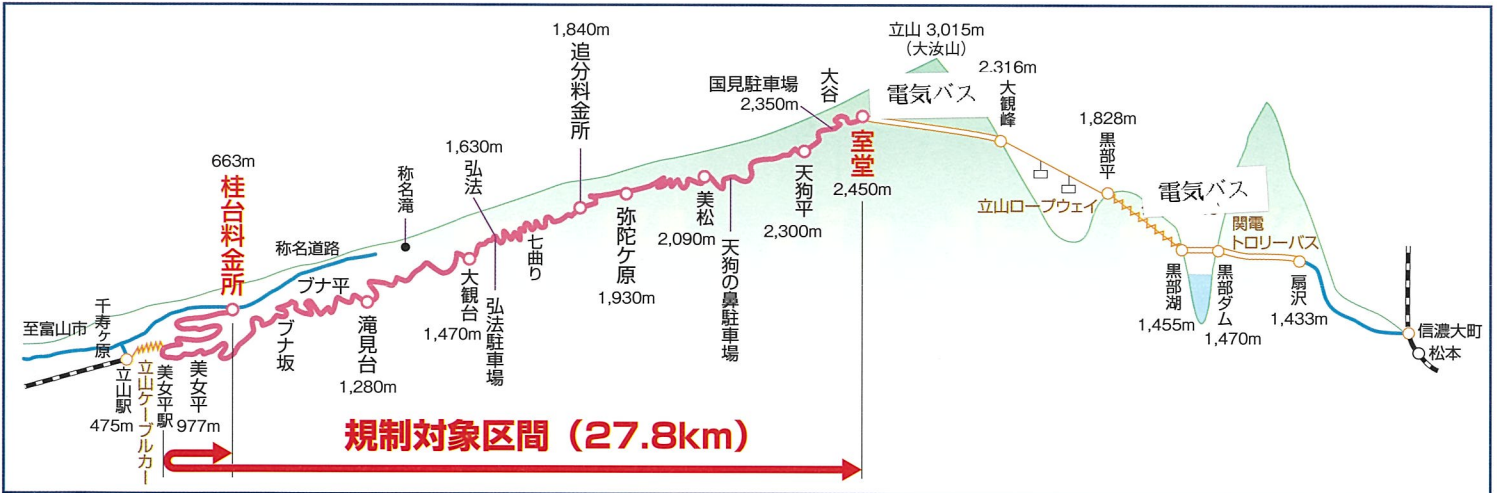 至富山市
千寿ヶ原
立山駅
475m
立山ケーブルカー
美女平駅
美女平
977m
663m
桂台料金所
称名道路
称名滝
ブナ坂
ブナ平
滝見台
1,280m
大観台
1,470m
1,630m
弘法
弘法駐車場
七曲り
1,840m
追分料金所
弥陀ケ原
1,930m
美松
2,090m
天狗の鼻駐車場
天狗平
2,300m
国見駐車場
2,350m
大谷
室堂
2,450m
立山 3,015m
（大汝山）
電気バス
2.316m
大観峰
立山ロープウェイ
1,828m
黒部平
電気バス
関電
トロリーバス
黒部湖
1,455m
黒部ダム
1,470m
扇沢
1,433m
信濃大町
松本
規制対象区間（27.8km）